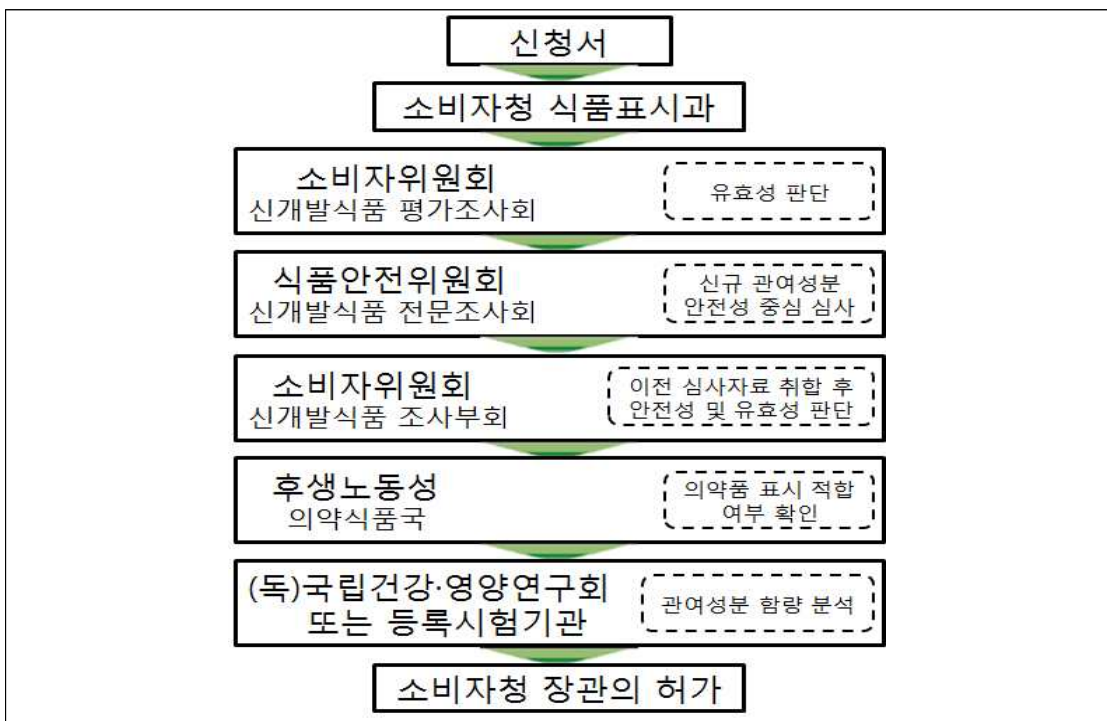 신청서
소비자청 식품표시과
소비자위원회
신개발식품 평가조사회
유효성 판단
식품안전위원회
신개발식품 전문조사회
신규 관여성분
안전성 중심 심사
소비자위원회
신개발식품 조사부회
이전 심사자료 취합 후
안전성 및 유효성 판단
후생노동성
의약식품국
의약품 표시 적합
여부 확인
(독)국립건강·영양연구회
또는 등록시험기관
관여성분 함량 분석
소비자청 장관의 허가